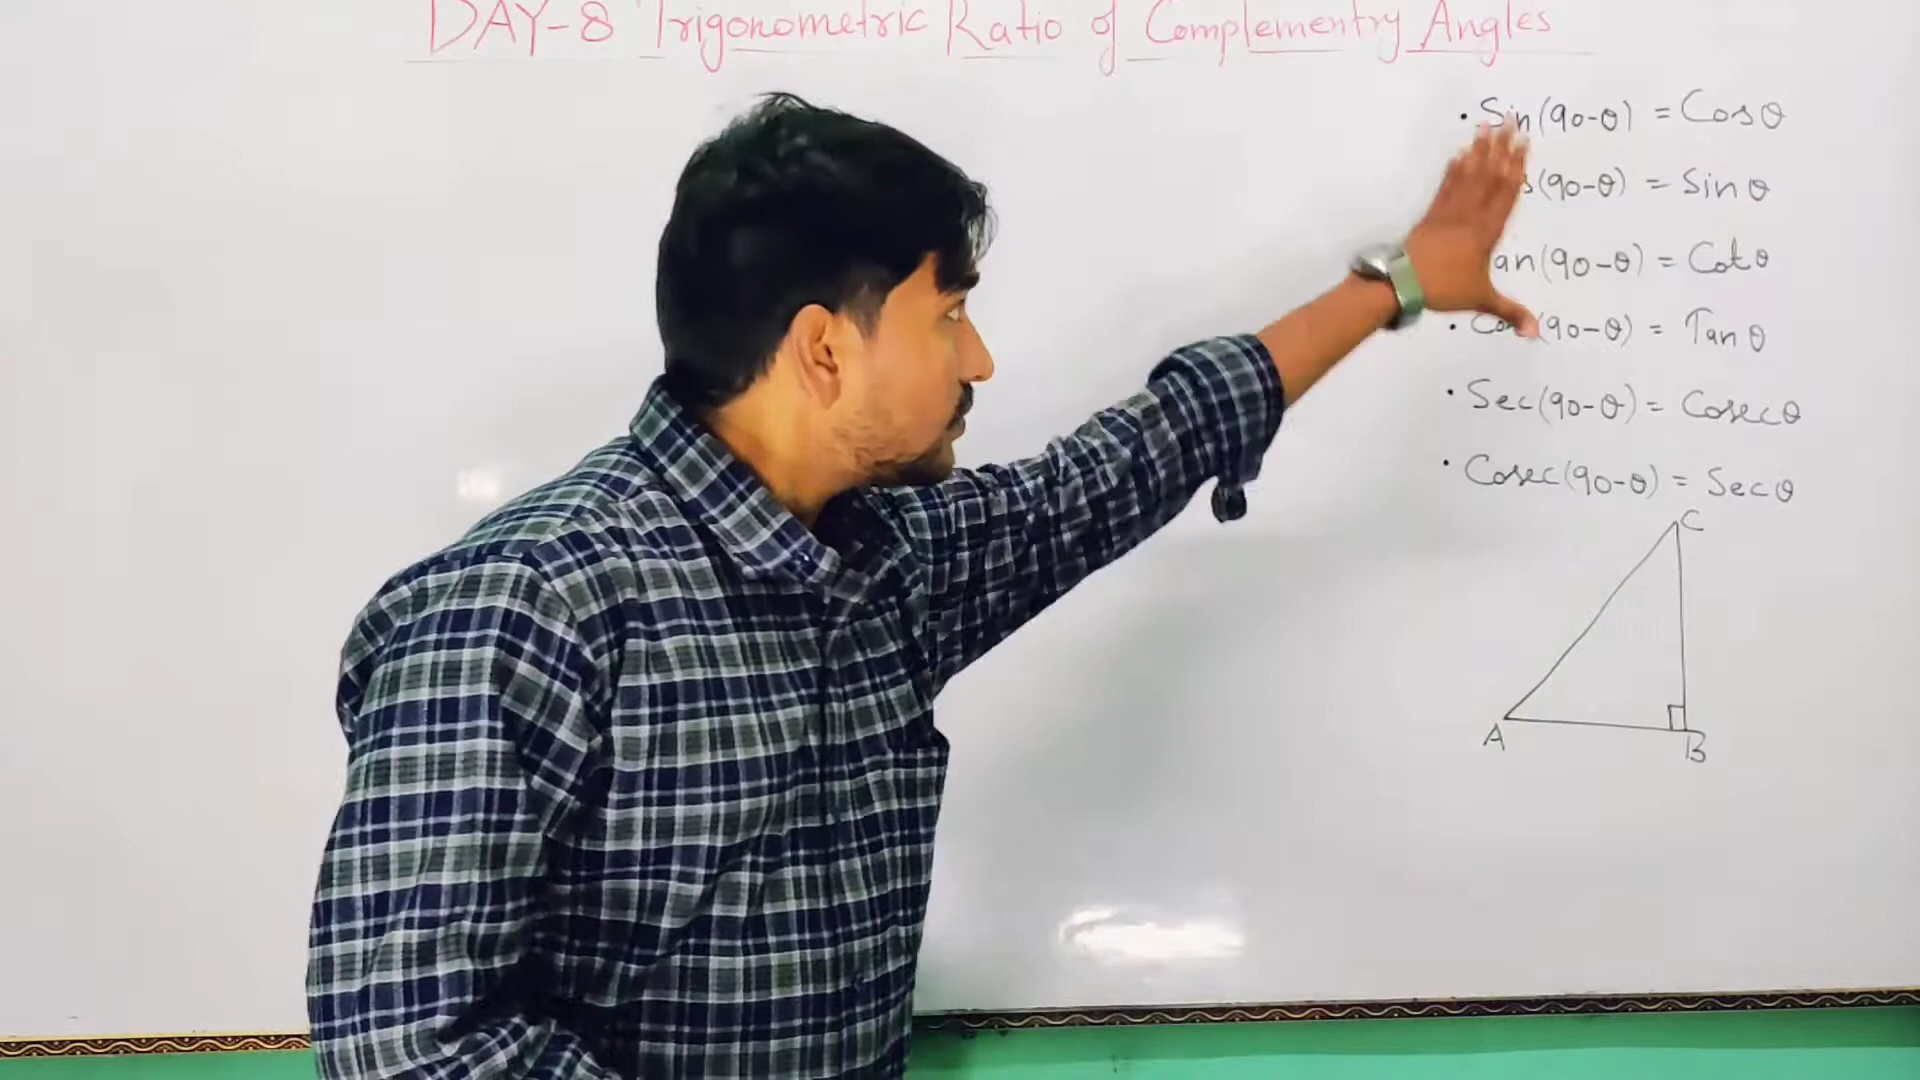 DAY-8 Trigonometric Ratio of Complementry Angles
• Sin(90-θ) = Cosθ
(90-θ) = Sinθ
an(90-θ) = Cotθ
• (90-θ) = Tanθ
• Sec(90-θ) = Cosecθ
• Cosec(90-θ) = Secθ
C
A
B